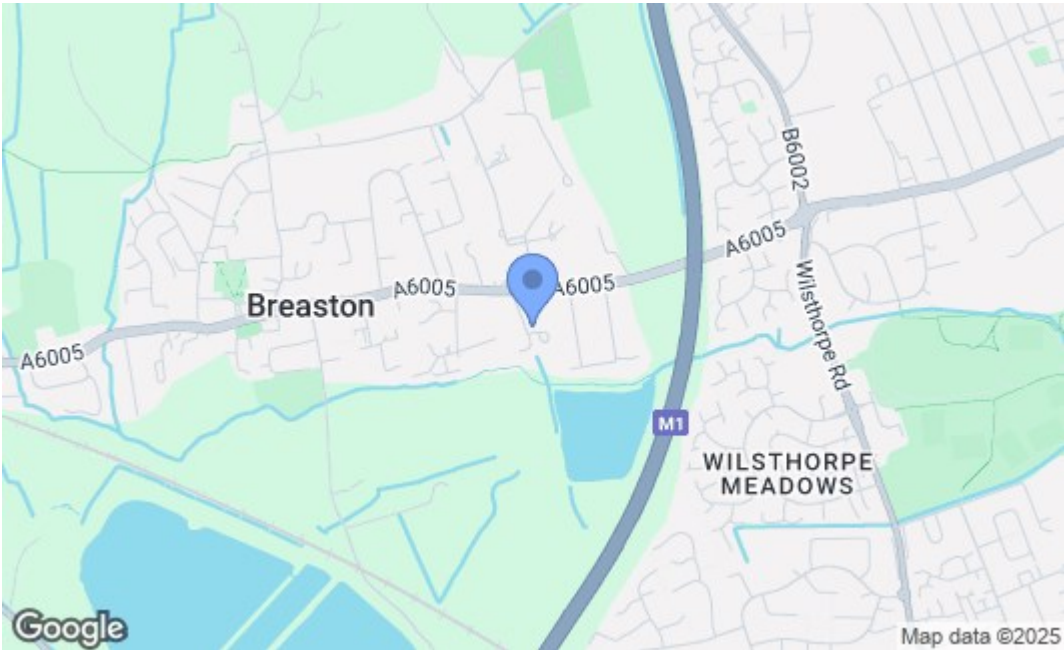 B6002
A6005
A6005
A6005
Breaston
Wilsthorpe Rd
A6005
M1
WILSTHORPE
MEADOWS
Google
Map data ©2025